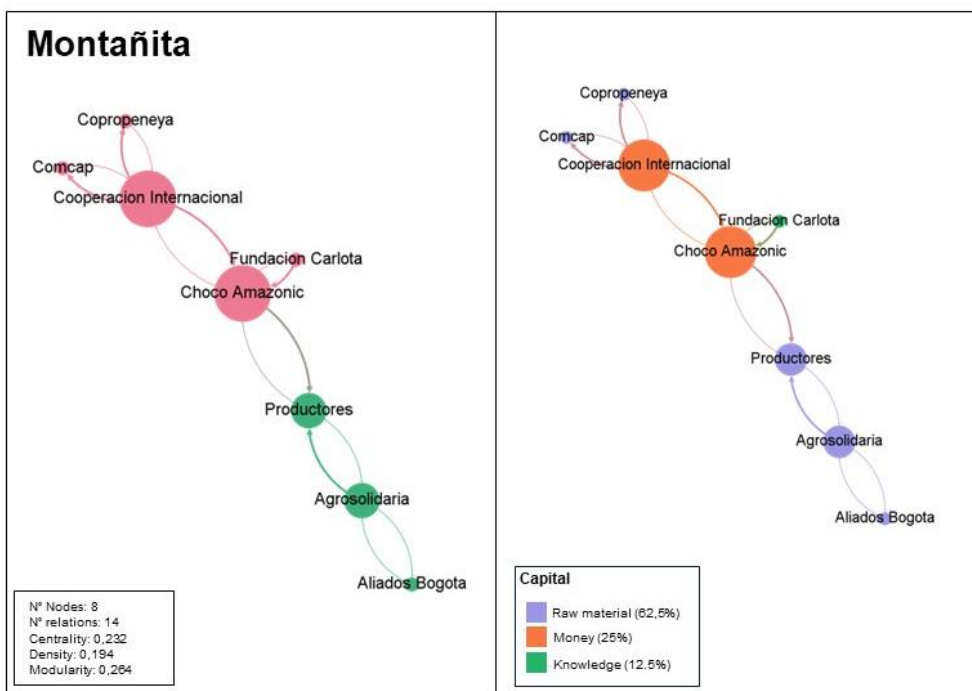 Montañita
Copropeneya
Comcap
Cooperacion Internacional
Fundacion Carlota
Choco Amazonic
Productores
Agrosolidaria
Aliados Bogota
N° Nodes: 8
N° relations: 14
Centrality: 0,232
Density: 0,194
Modularity: 0,264
Copropeneya
Comcap
Cooperacion Internacional
Fundacion Carlota
Choco Amazonic
Productores
Agrosolidaria
Aliados Bogota
Capital
Raw material (62,5%)
Money (25%)
Knowledge (12.5%)